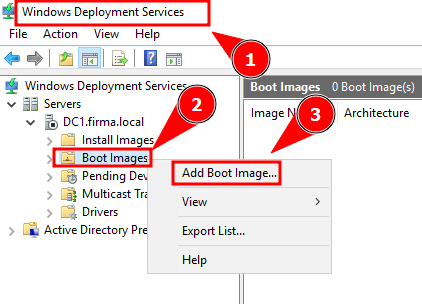 Windows Deployment Services
File Action View Help
1
Windows Deployment Services
Servers
DC1.firma.local
Install Images
Boot Images
Pending Dev
Multicast Tra
Drivers
Active Directory Pre
2
Boot Images 0 Boot Image(s)
Image N Architecture
3
Add Boot Image...
View
Export List...
Help